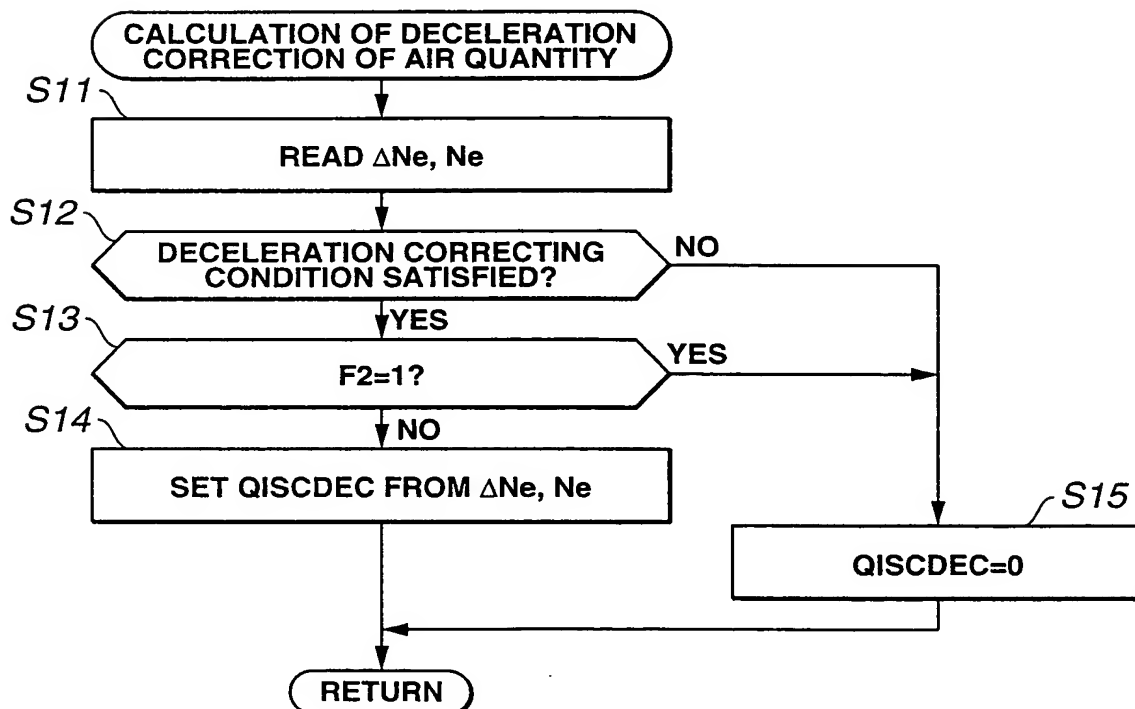 CALCULATION OF DECELERATION
CORRECTION OF AIR QUANTITY
S11
READ ΔNe, Ne
S12
DECELERATION CORRECTING
CONDITION SATISFIED?
NO
YES
S13
F2=1?
YES
NO
S14
SET QISCDEC FROM ΔNe, Ne
S15
QISCDEC=0
RETURN